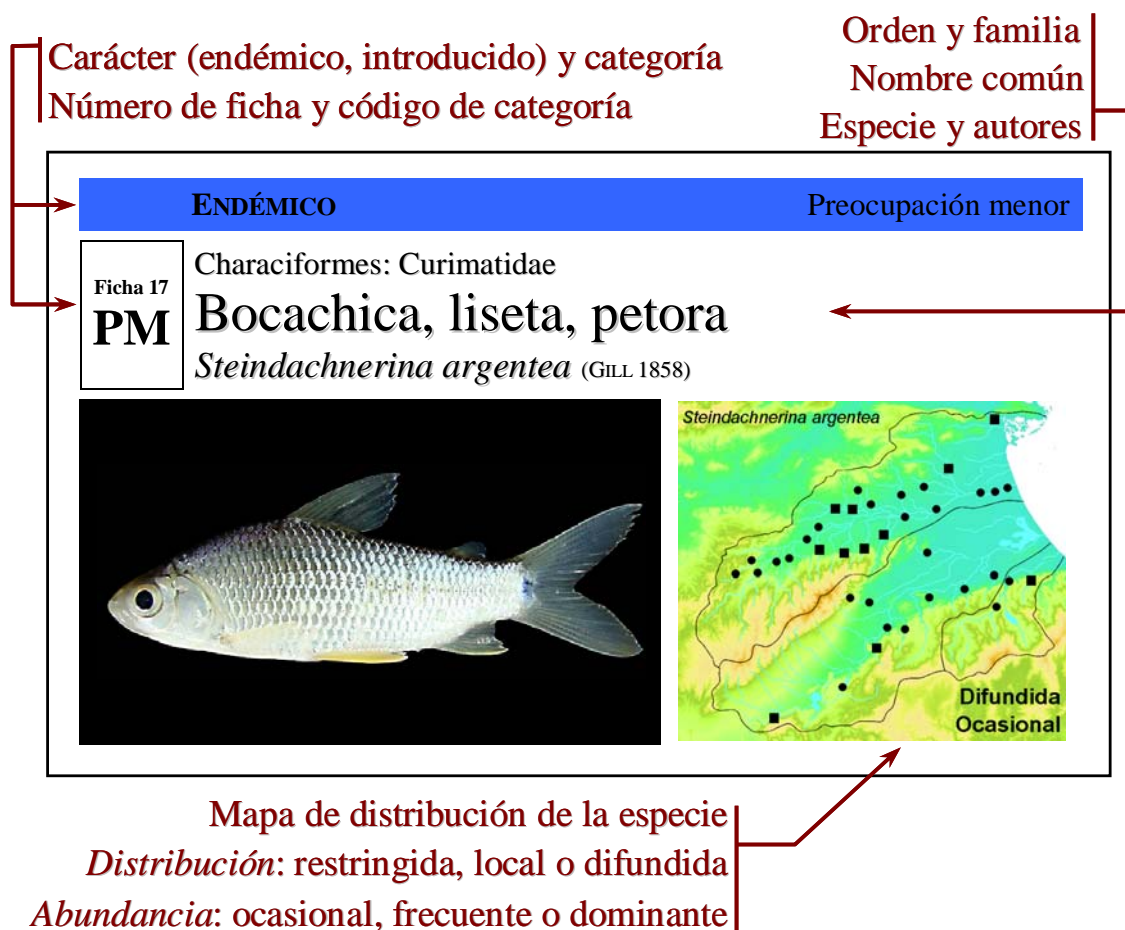 Carácter (endémico, introducido) y categoría
Número de ficha y código de categoría
Orden y familia
Nombre común
Especie y autores
ENDÉMICO
Preocupación menor
Ficha 17
PM
Characiformes: Curimatidae
Bocachica, liseta, petora
Steindachnerina argentea (GILL 1858)
Steindachnerina argentea
Difundida
Ocasional
Mapa de distribución de la especie
Distribución: restringida, local o difundida
Abundancia: ocasional, frecuente o dominante